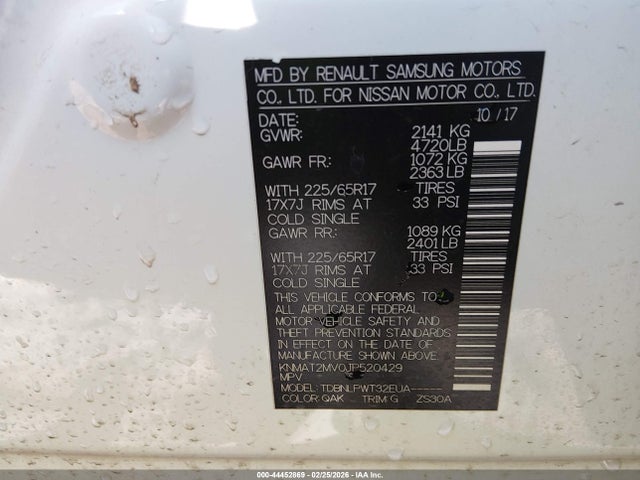 MFD BY RENAULT SAMSUNG MOTORS
CO., LTD. FOR NISSAN MOTOR CO., LTD.
DATE: 10 / 17
GVWR: 2141 KG
4720LB
GAWR FR: 1072 KG
2363 LB
WITH 225/65R17 TIRES
17X7J RIMS AT 33 PSI
COLD SINGLE
GAWR RR: 1089 KG
2401 LB
WITH 225/65R17 TIRES
17X7J RIMS AT 33 PSI
COLD SINGLE
THIS VEHICLE CONFORMS TO
ALL APPLICABLE FEDERAL
MOTOR VEHICLE SAFETY AND
THEFT PREVENTION STANDARDS
IN EFFECT ON THE DATE OF
MANUFACTURE SHOWN ABOVE.
KNMAT2MV0JP520429
MPV
MODEL: TDBNLPWT32EUA-----
COLOR: QAK TRIM: G ZS30A
000-44452869 - 02/25/2026 - IAAI, Inc. Copyright